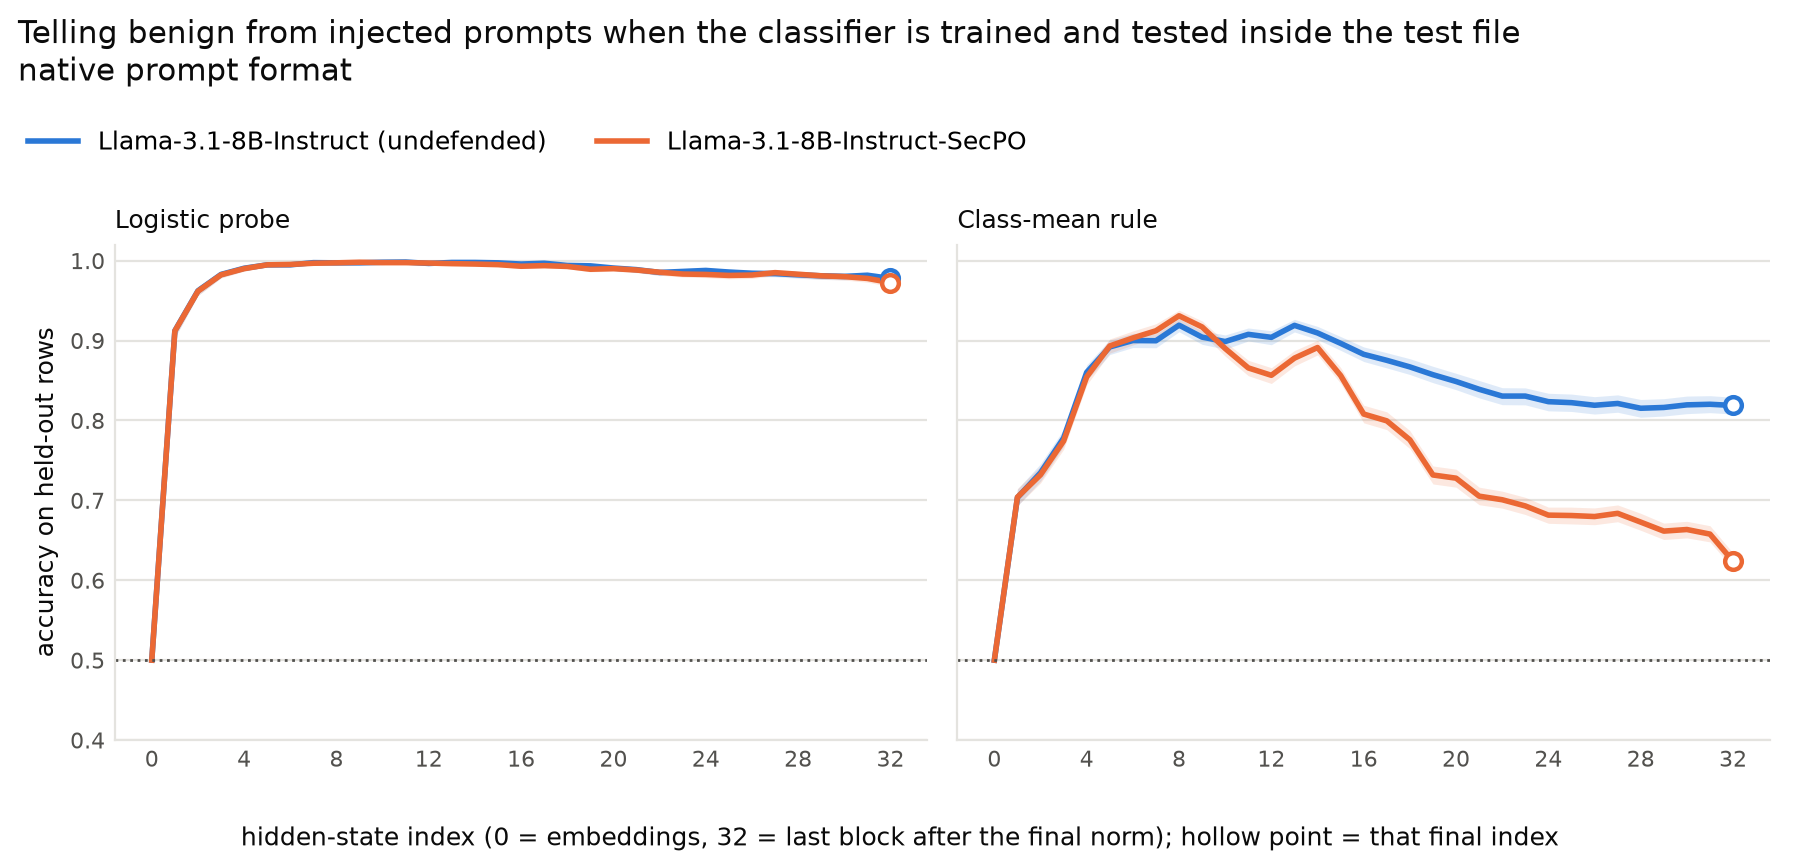 Telling benign from injected prompts when the classifier is trained and tested inside the test file
native prompt format
Llama-3.1-8B-Instruct (undefended)
Llama-3.1-8B-Instruct-SecPO
Logistic probe
Class-mean rule
accuracy on held-out rows
1.0
0.9
0.8
0.7
0.6
0.5
0.4
0 4 8 12 16 20 24 28 32
0 4 8 12 16 20 24 28 32
hidden-state index (0 = embeddings, 32 = last block after the final norm); hollow point = that final index